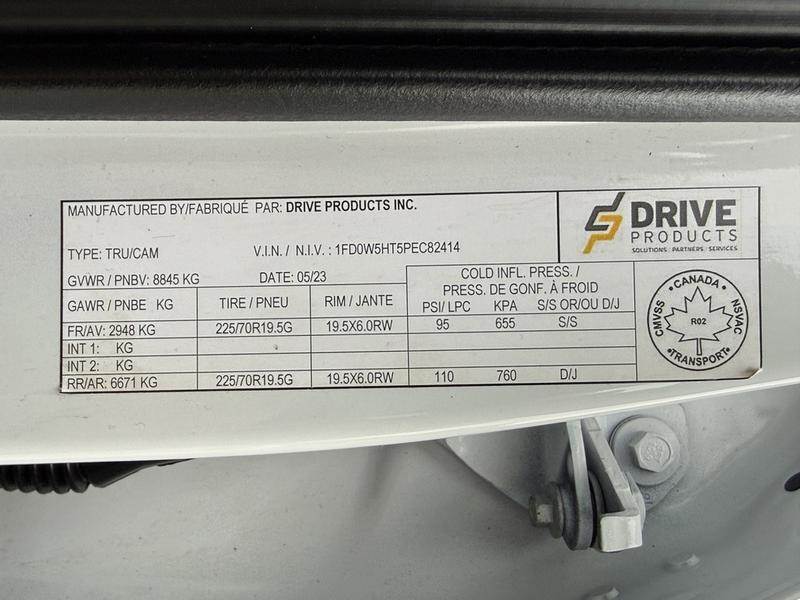 MANUFACTURED BY/FABRIQUÉ PAR: DRIVE PRODUCTS INC.
DRIVE
PRODUCTS
SOLUTIONS | PARTNERS | SERVICES
TYPE: TRU/CAM V.I.N. / N.I.V. : 1FD0W5HT5PEC82414
GVWR / PNBV: 8845 KG DATE: 05/23
COLD INFL. PRESS. /
PRESS. DE GONF. À FROID
GAWR / PNBE KG TIRE / PNEU RIM / JANTE PSI/ LPC KPA S/S OR/OU D/J
FR/AV: 2948 KG 225/70R19.5G 19.5X6.0RW 95 655 S/S
INT 1: KG
INT 2: KG
RR/AR: 6671 KG 225/70R19.5G 19.5X6.0RW 110 760 D/J
CANADA
CMVSS
NSVAC
R02
TRANSPORT